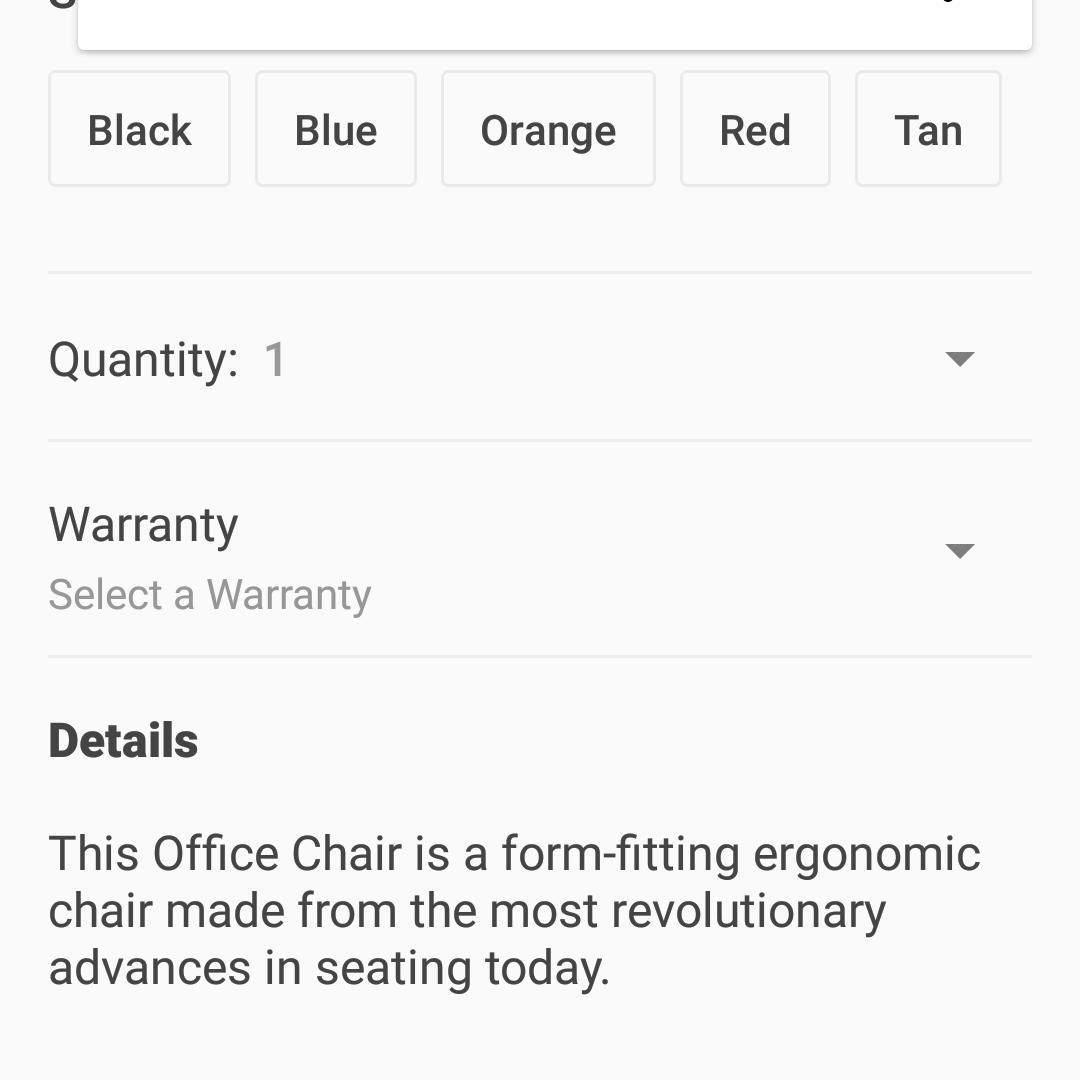 Black Blue Orange Red Tan
Quantity: 1
Warranty
Select a Warranty
Details
This Office Chair is a form-fitting ergonomic
chair made from the most revolutionary
advances in seating today.